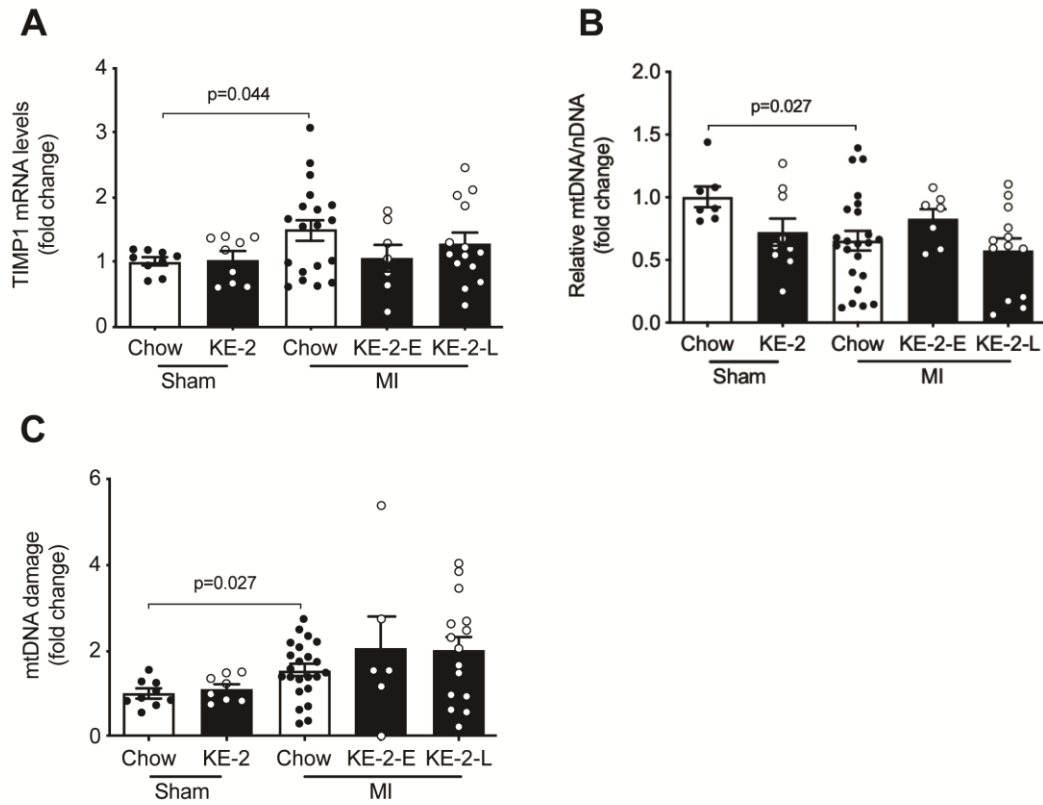 A
TIMP1 mRNA levels
(fold change)
4
3
2
1
0
p=0.044
Chow KE-2 Chow KE-2-E KE-2-L
Sham MI
B
Relative mtDNA/nDNA
(fold change)
2.0
1.5
1.0
0.5
0.0
p=0.027
Chow KE-2 Chow KE-2-E KE-2-L
Sham MI
C
mtDNA damage
(fold change)
6
4
2
0
p=0.027
Chow KE-2 Chow KE-2-E KE-2-L
Sham MI